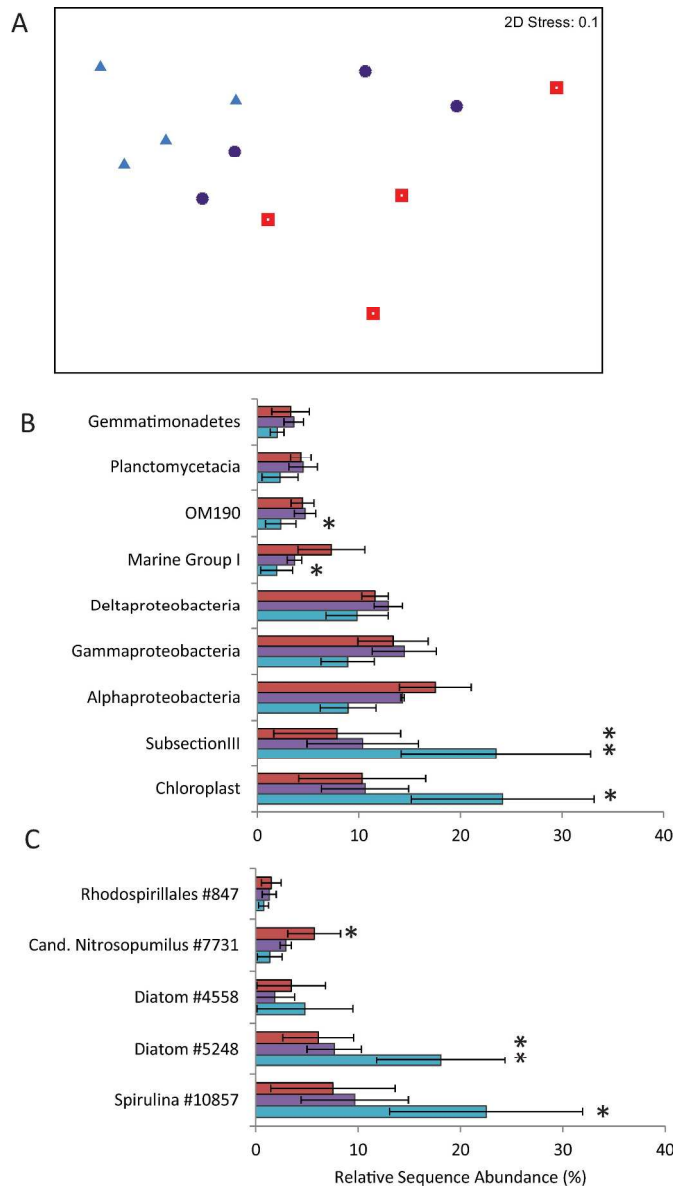 A
2D Stress: 0.1
B
Gemmatimonadetes
Planctomycetacia
OM190
*
Marine Group I
*
Deltaproteobacteria
Gammaproteobacteria
Alphaproteobacteria
*
SubsectionIII
*
Chloroplast
*
0 10 20 30 40
C
Rhodospirillales #847
Cand. Nitrosopumilus #7731
*
Diatom #4558
Diatom #5248
*
*
Spirulina #10857
*
0 10 20 30 40
Relative Sequence Abundance (%)